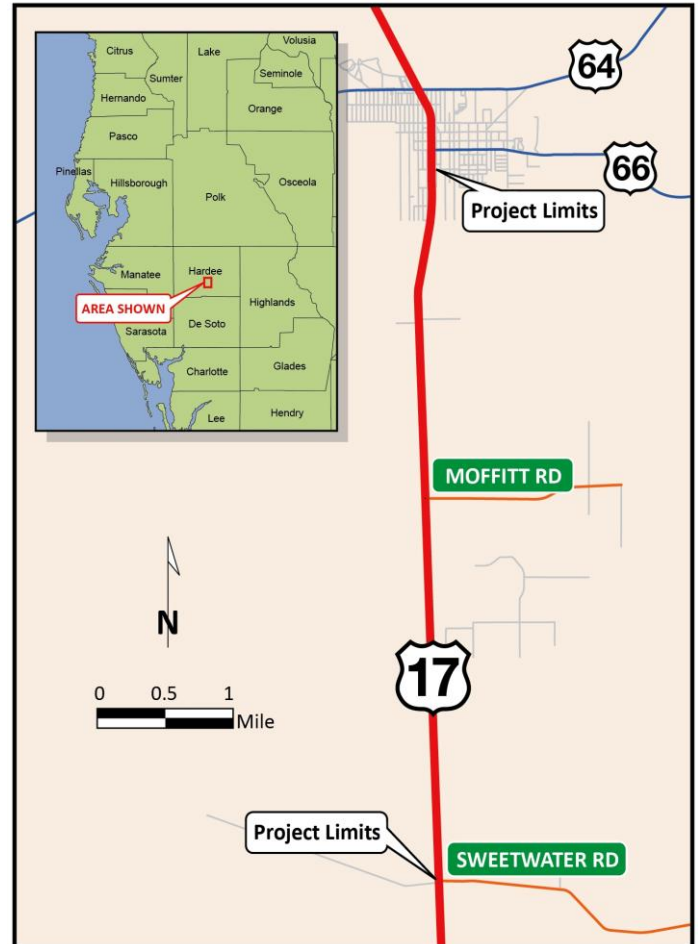 Citrus
Lake
Volusia
Sumter
Seminole
Hernando
Orange
Pasco
Pinellas
Hillsborough
Osceola
Polk
Manatee
Hardee
Highlands
AREA SHOWN
Sarasota
De Soto
Charlotte
Glades
Lee
Hendry
64
66
Project Limits
MOFFITT RD
N
17
0 0.5 1
Mile
Project Limits
SWEETWATER RD